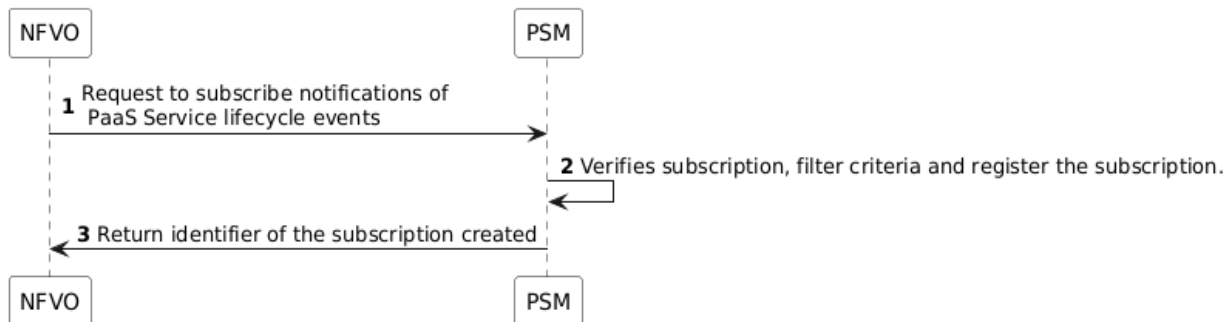 NFVO
PSM
1 Request to subscribe notifications of
PaaS Service lifecycle events
2 Verifies subscription, filter criteria and register the subscription.
3 Return identifier of the subscription created
NFVO
PSM